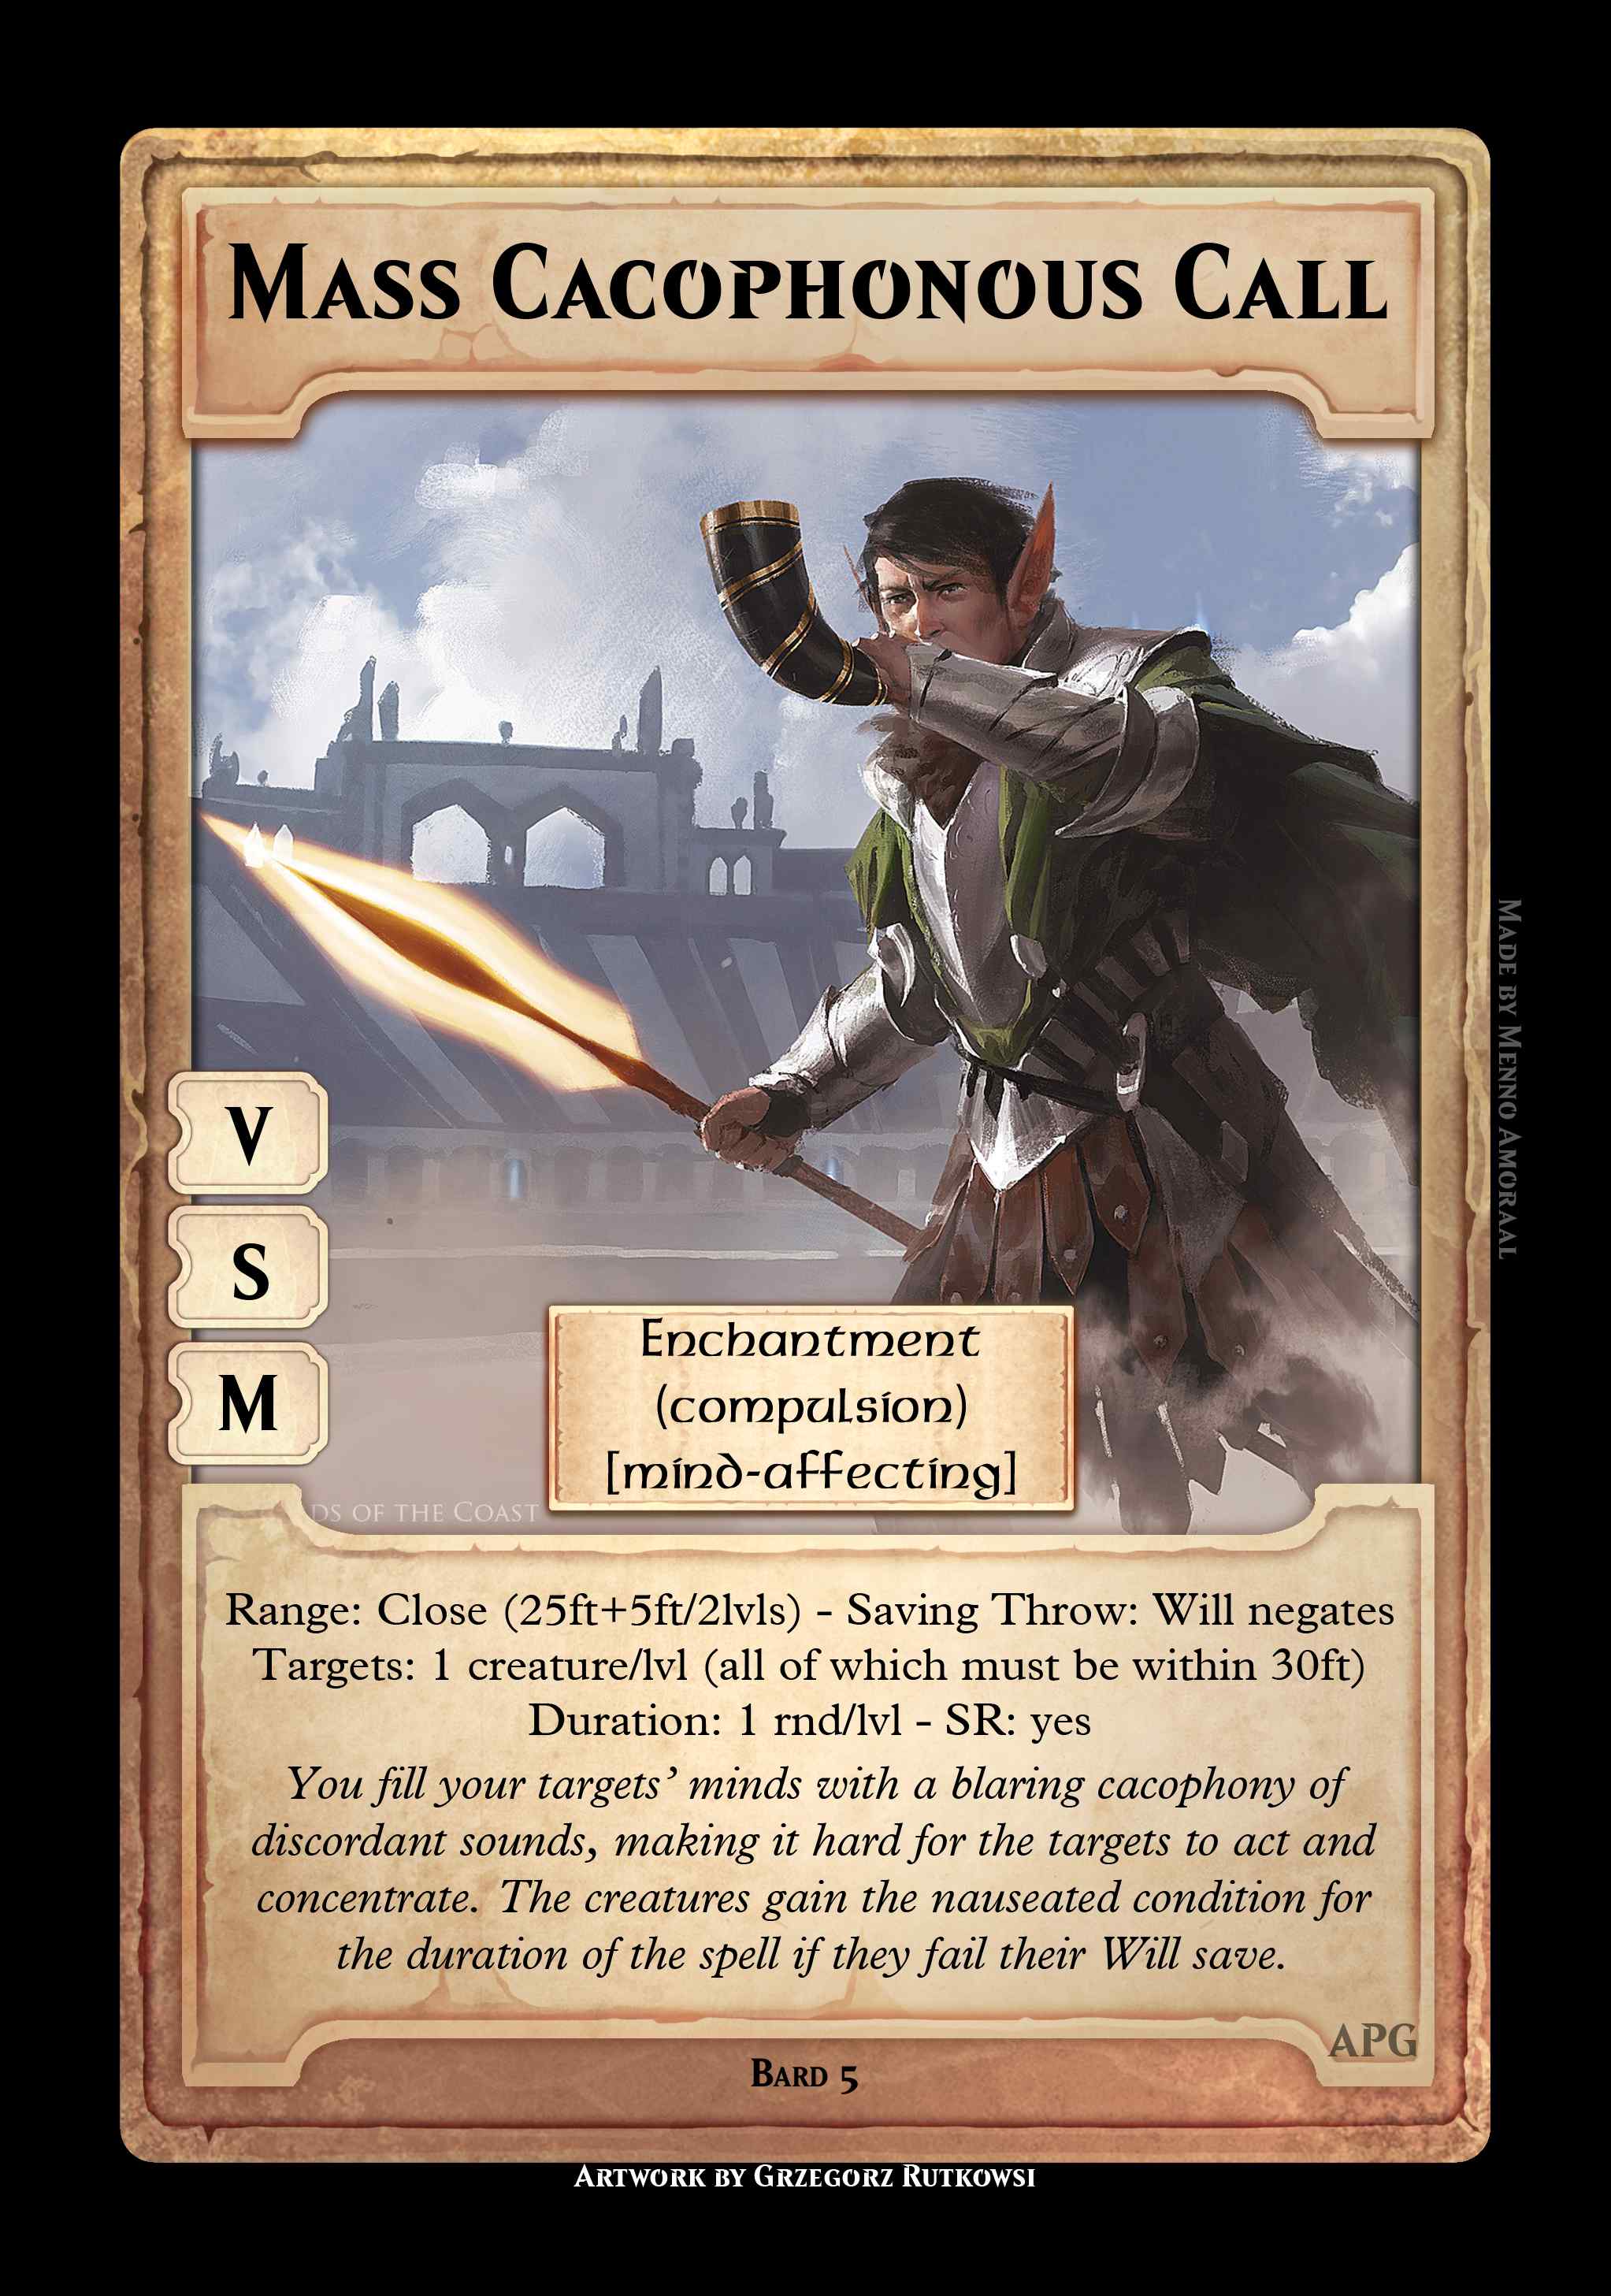 Mass Cacophonous Call
V
S
M
Enchantment
(compulsion)
[mind-affecting]
OF THE COAST
Range: Close (25ft+5ft/2lvls) - Saving Throw: Will negates
Targets: 1 creature/lvl (all of which must be within 30ft)
Duration: 1 rnd/lvl - SR: yes
You fill your targets’ minds with a blaring cacophony of
discordant sounds, making it hard for the targets to act and
concentrate. The creatures gain the nauseated condition for
the duration of the spell if they fail their Will save.
APG
Bard 5
Artwork by Grzegorz Rutkowsi
Made by Menno Amoraal